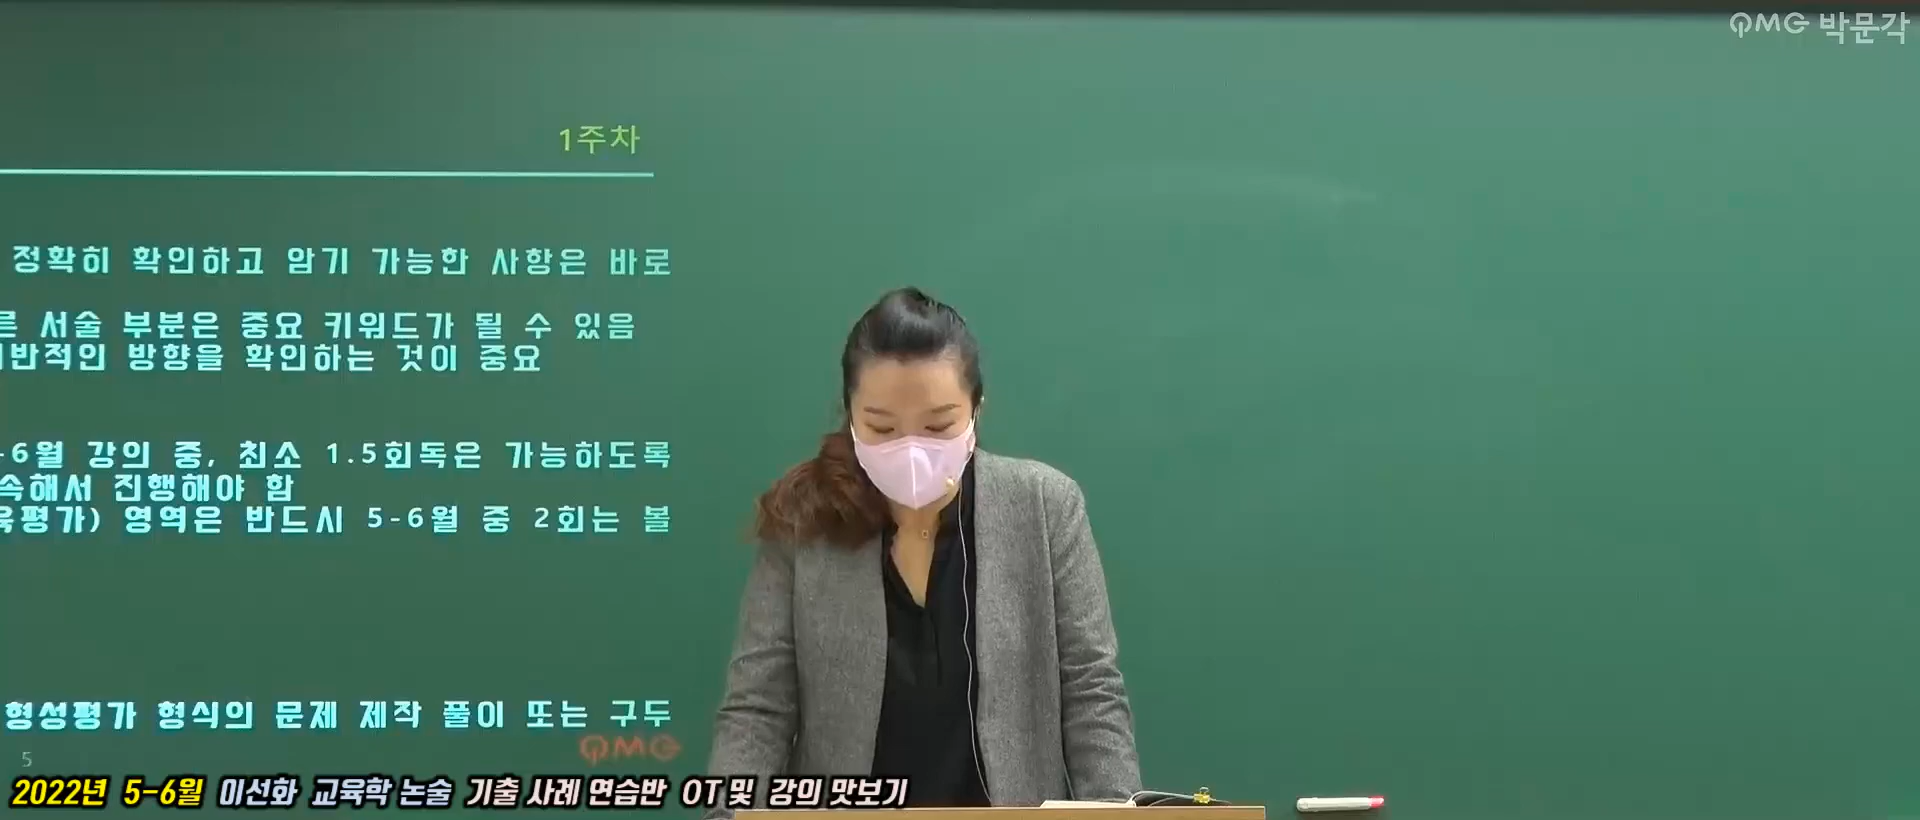 PMG 박문각
1주차
정확히 확인하고 암기 가능한 사항은 바로
른 서술 부분은 중요 키워드가 될 수 있음
반적인 방향을 확인하는 것이 중요
-6월 강의 중, 최소 1.5회독은 가능하도록
속해서 진행해야 함
육평가) 영역은 반드시 5-6월 중 2회는 볼
형성평가 형식의 문제 제작 풀이 또는 구두
PMG
5
2022년 5-6월 이선화 교육학 논술 기출 사례 연습반 OT 및 강의 맛보기